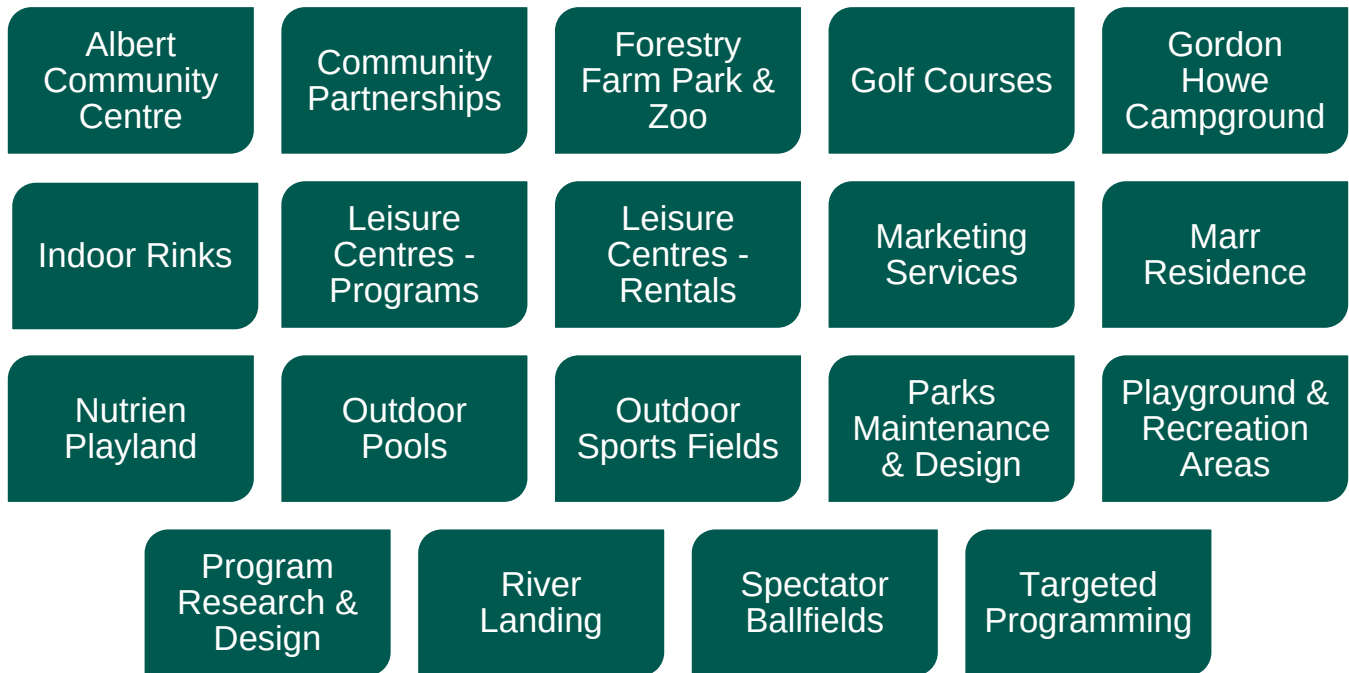 Albert
Community
Centre
Community
Partnerships
Forestry
Farm Park &
Zoo
Golf Courses
Gordon
Howe
Campground
Indoor Rinks
Leisure
Centres -
Programs
Leisure
Centres -
Rentals
Marketing
Services
Marr
Residence
Nutrien
Playland
Outdoor
Pools
Outdoor
Sports Fields
Parks
Maintenance
& Design
Playground &
Recreation
Areas
Program
Research &
Design
River
Landing
Spectator
Ballfields
Targeted
Programming